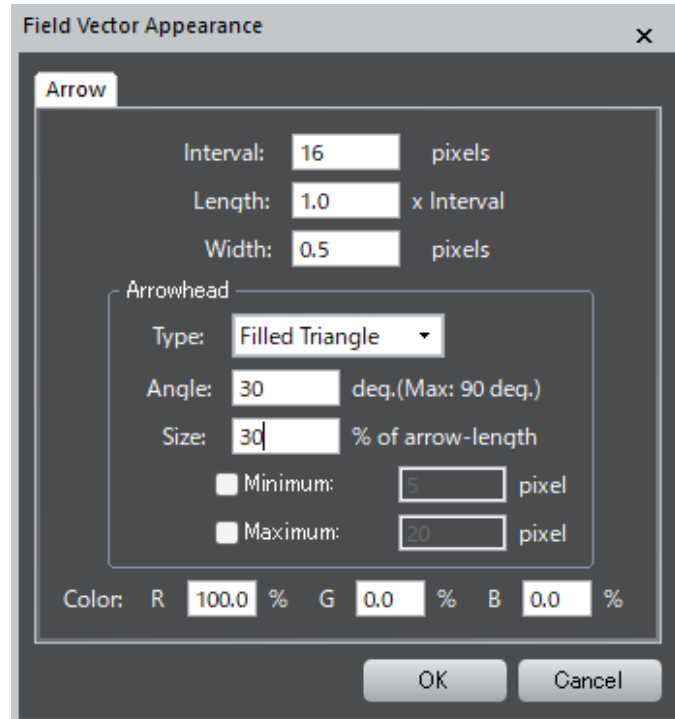 Field Vector Appearance ×
Arrow
Interval: 16 pixels
Length: 1.0 x Interval
Width: 0.5 pixels
Arrowhead
Type: Filled Triangle
Angle: 30 deg.(Max: 90 deg.)
Size: 30 % of arrow-length
Minimum: 5 pixel
Maximum: 20 pixel
Color: R 100.0 % G 0.0 % B 0.0 %
OK Cancel